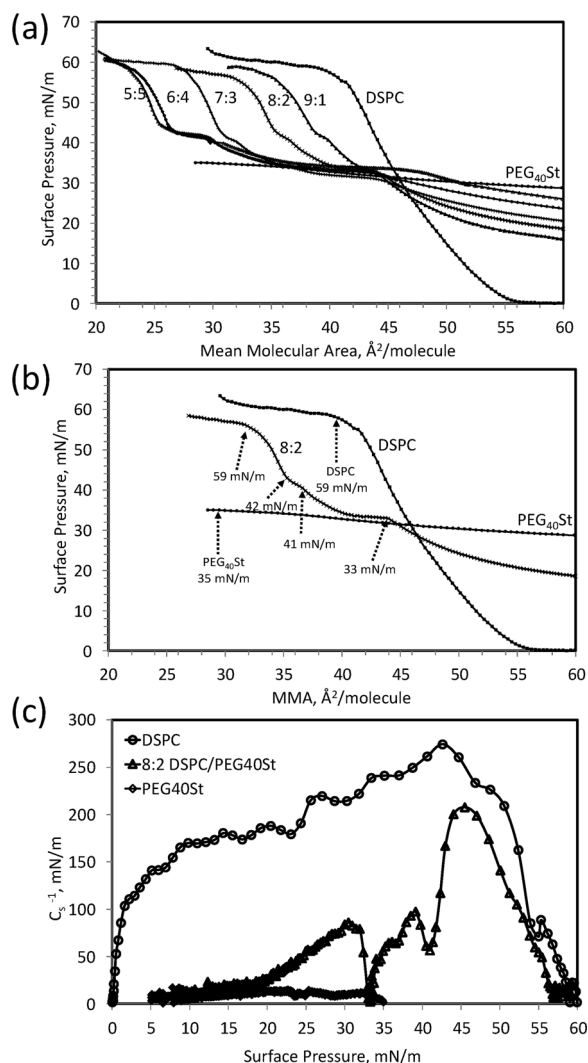 (a)
70
60
50
40
30
20
10
0
Surface Pressure, mN/m
5:5
6:4
7:3
8:2
9:1
DSPC
PEG₄₀St
20 25 30 35 40 45 50 55 60
Mean Molecular Area, Å²/molecule
(b)
70
60
50
40
30
20
10
0
Surface Pressure, mN/m
8:2
DSPC
59 mN/m
42 mN/m
41 mN/m
DSPC
59 mN/m
33 mN/m
PEG₄₀St
35 mN/m
PEG₄₀St
20 25 30 35 40 45 50 55 60
MMA, Å²/molecule
(c)
300
250
200
150
100
50
0
Cₛ⁻¹, mN/m
DSPC
8:2 DSPC/PEG40St
PEG40St
0 5 10 15 20 25 30 35 40 45 50 55 60
Surface Pressure, mN/m